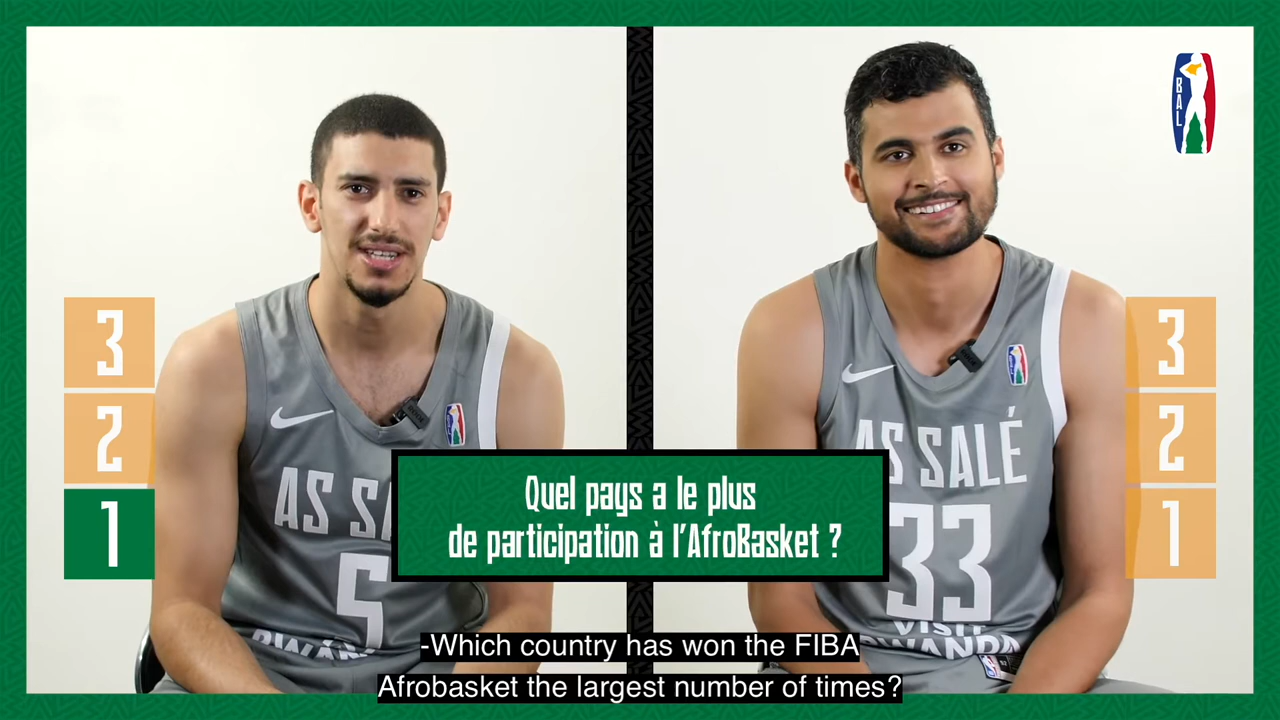 BAL
3
2
1
3
2
1
AS SA
5
AS SALÉ
33
VISIT
RWANDA
Quel pays a le plus
de participation à l'AfroBasket ?
-Which country has won the FIBA
Afrobasket the largest number of times?